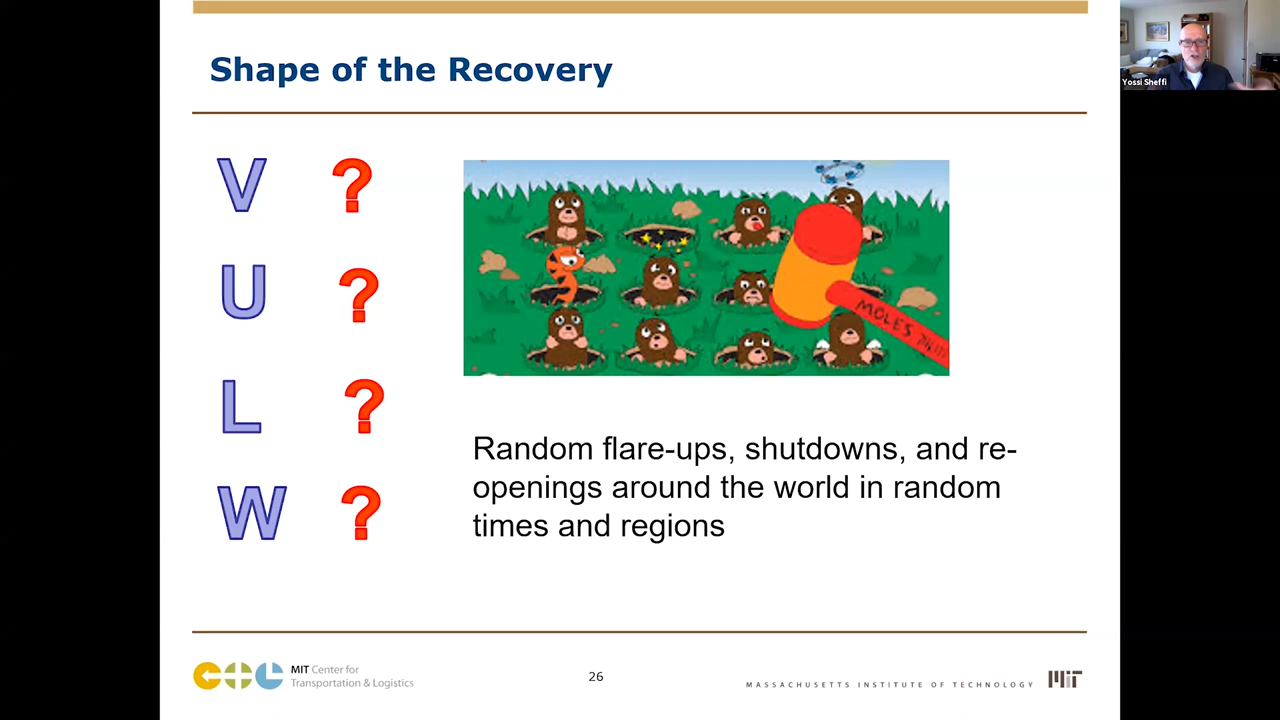 Shape of the Recovery
Yossi Sheffi
V ?
U ?
L ?
W ?
MOLES
Random flare-ups, shutdowns, and re-
openings around the world in random
times and regions
MIT Center for
Transportation & Logistics
26
MASSACHUSETTS INSTITUTE OF TECHNOLOGY
MIT